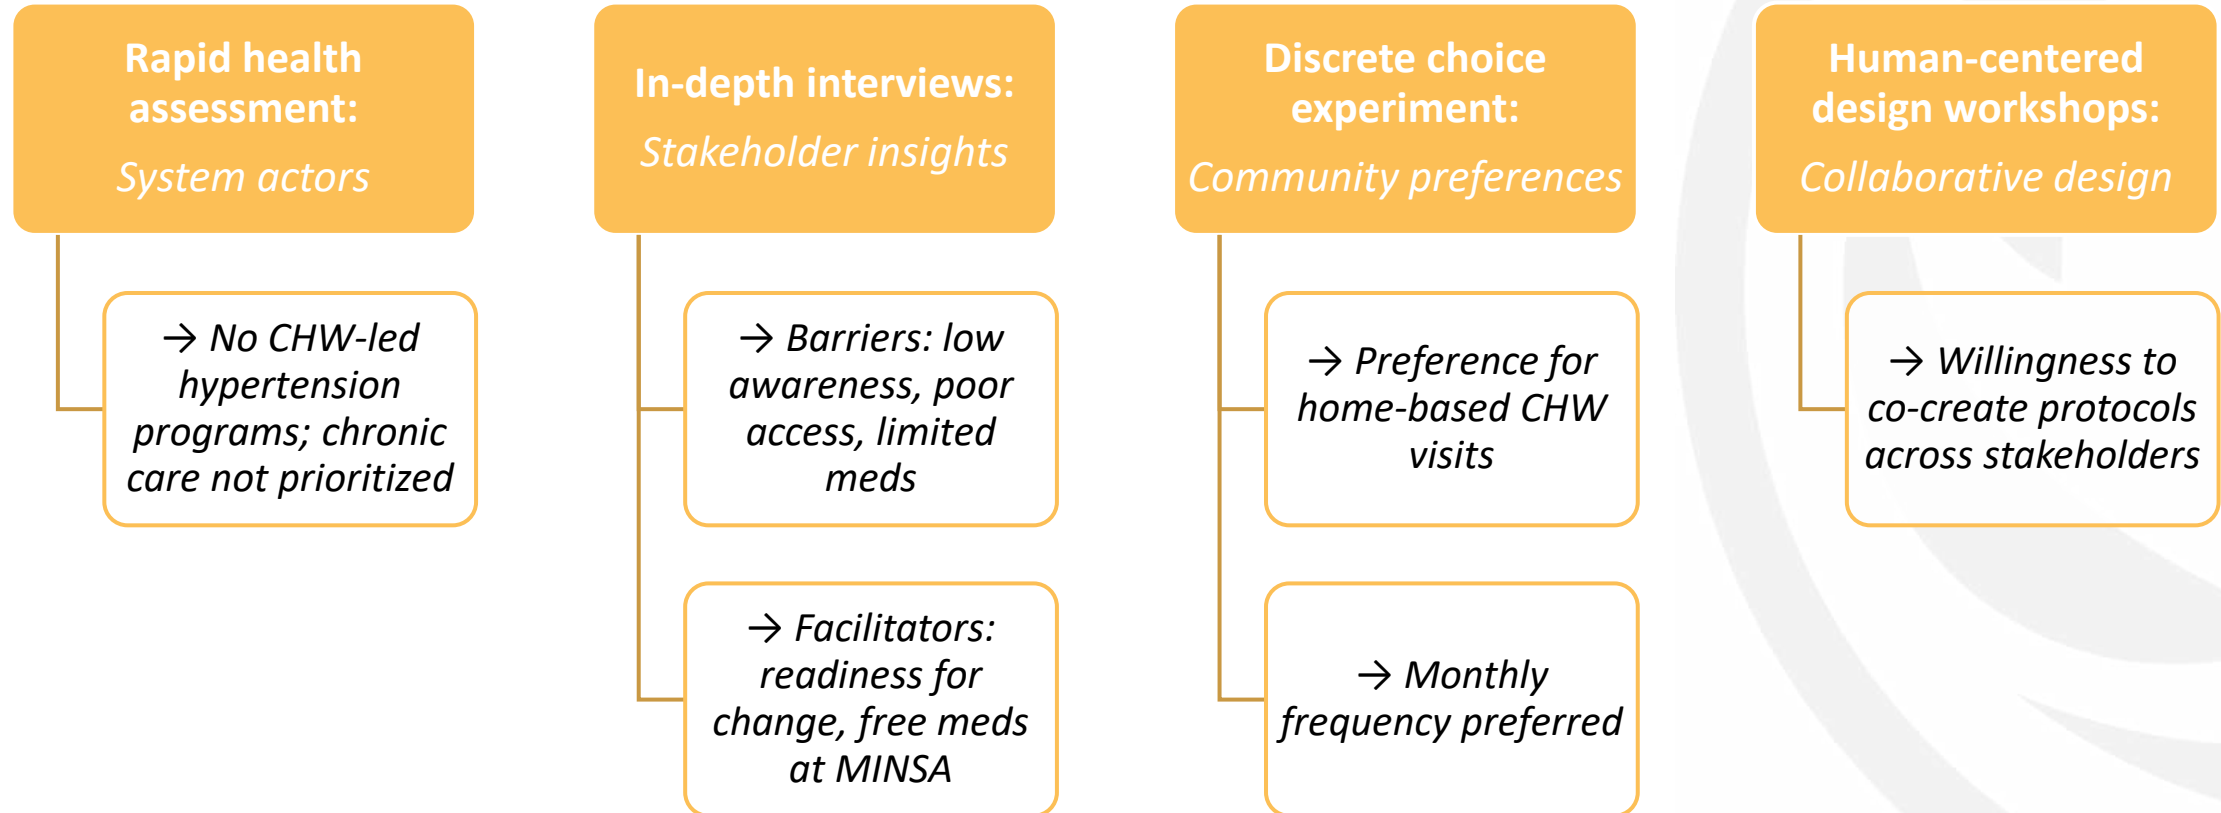 Rapid health
assessment:
System actors
→ No CHW-led
hypertension
programs; chronic
care not prioritized
In-depth interviews:
Stakeholder insights
→ Barriers: low
awareness, poor
access, limited
meds
→ Facilitators:
readiness for
change, free meds
at MINSA
Discrete choice
experiment:
Community preferences
→ Preference for
home-based CHW
visits
→ Monthly
frequency preferred
Human-centered
design workshops:
Collaborative design
→ Willingness to
co-create protocols
across stakeholders